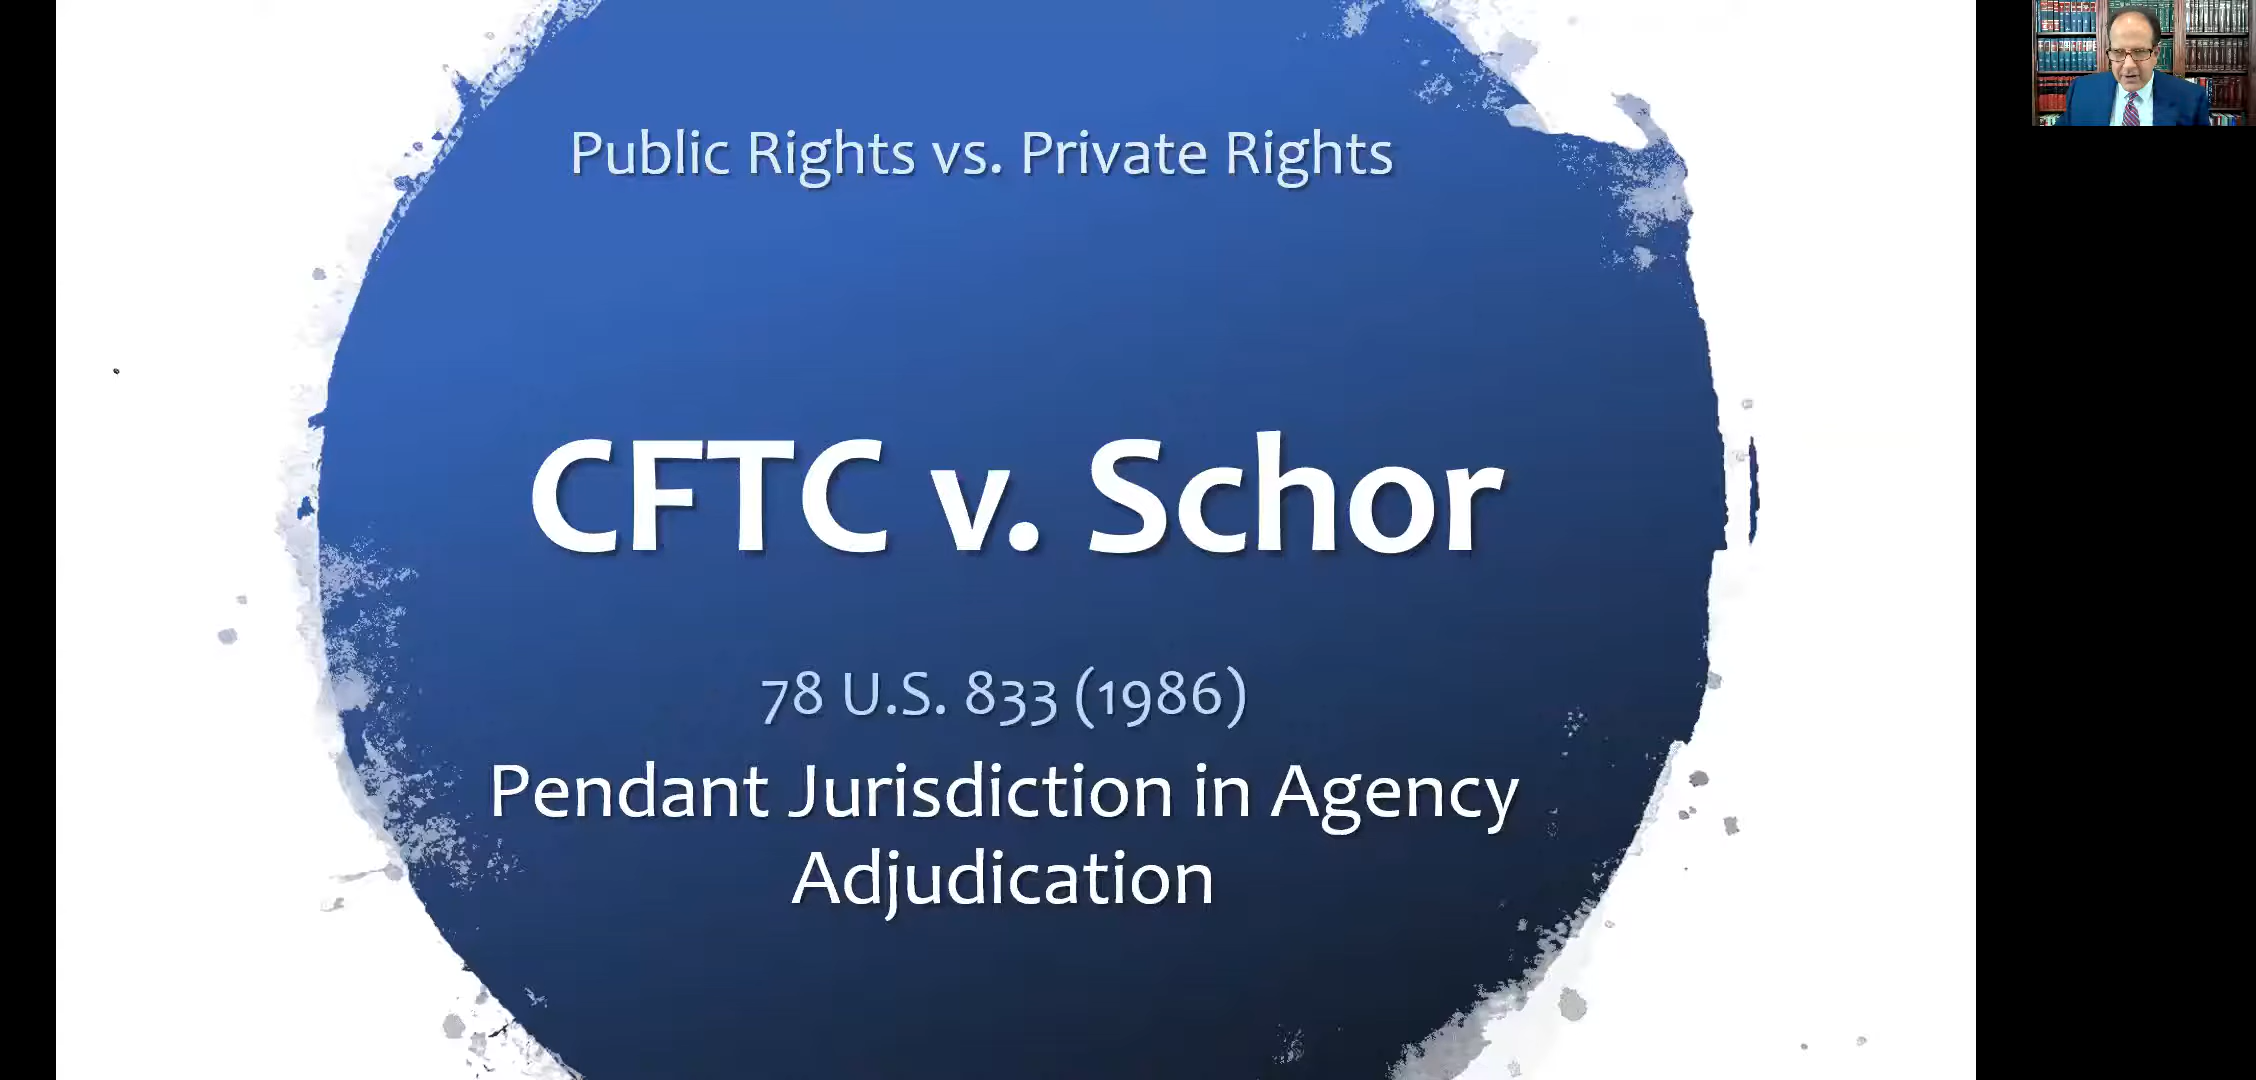 Public Rights vs. Private Rights
CFTC v. Schor
78 U.S. 833 (1986)
Pendant Jurisdiction in Agency
Adjudication